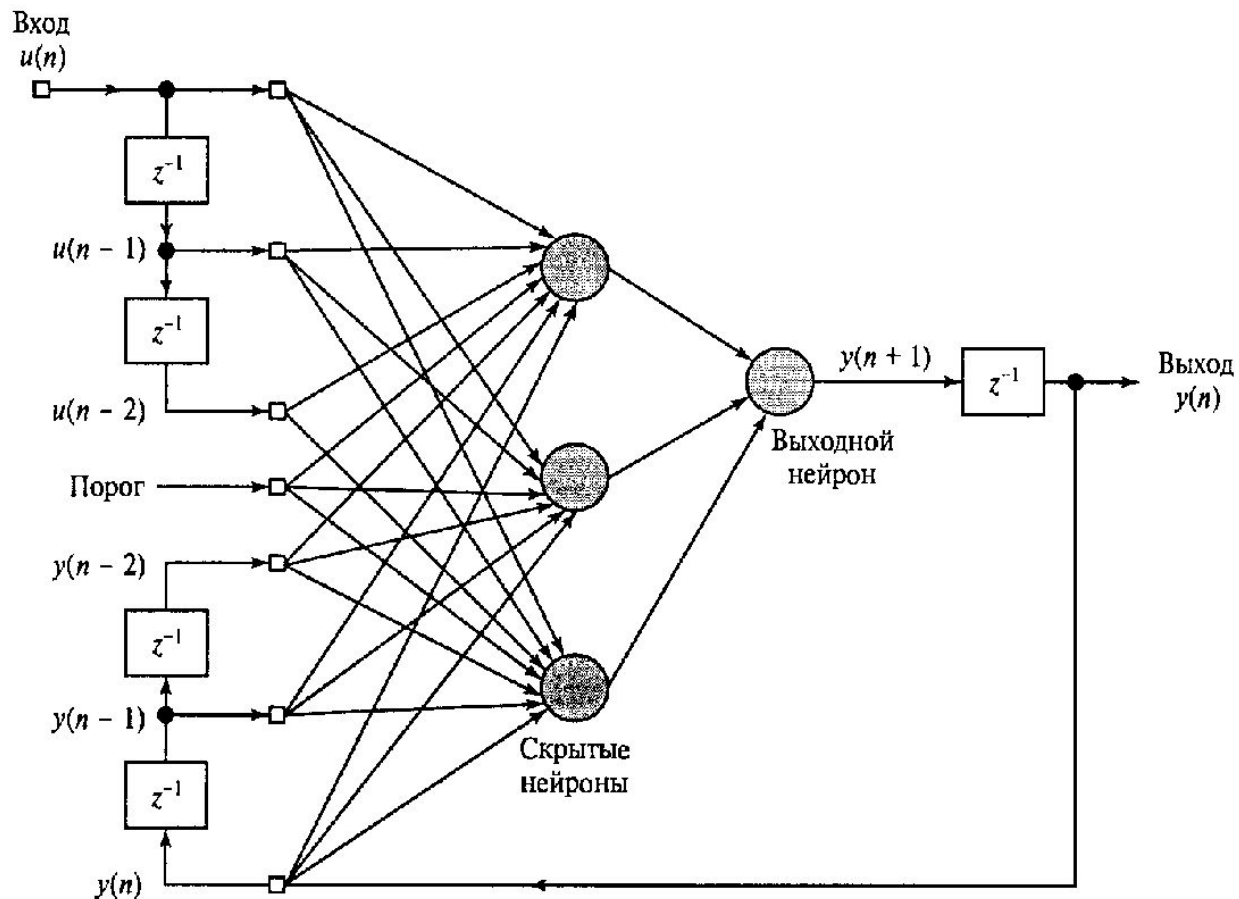 Вход
u(n)
z⁻¹
u(n − 1)
z⁻¹
u(n − 2)
Порог
y(n − 2)
z⁻¹
y(n − 1)
z⁻¹
y(n)
Скрытые
нейроны
Выходной
нейрон
y(n + 1)
z⁻¹
Выход
y(n)